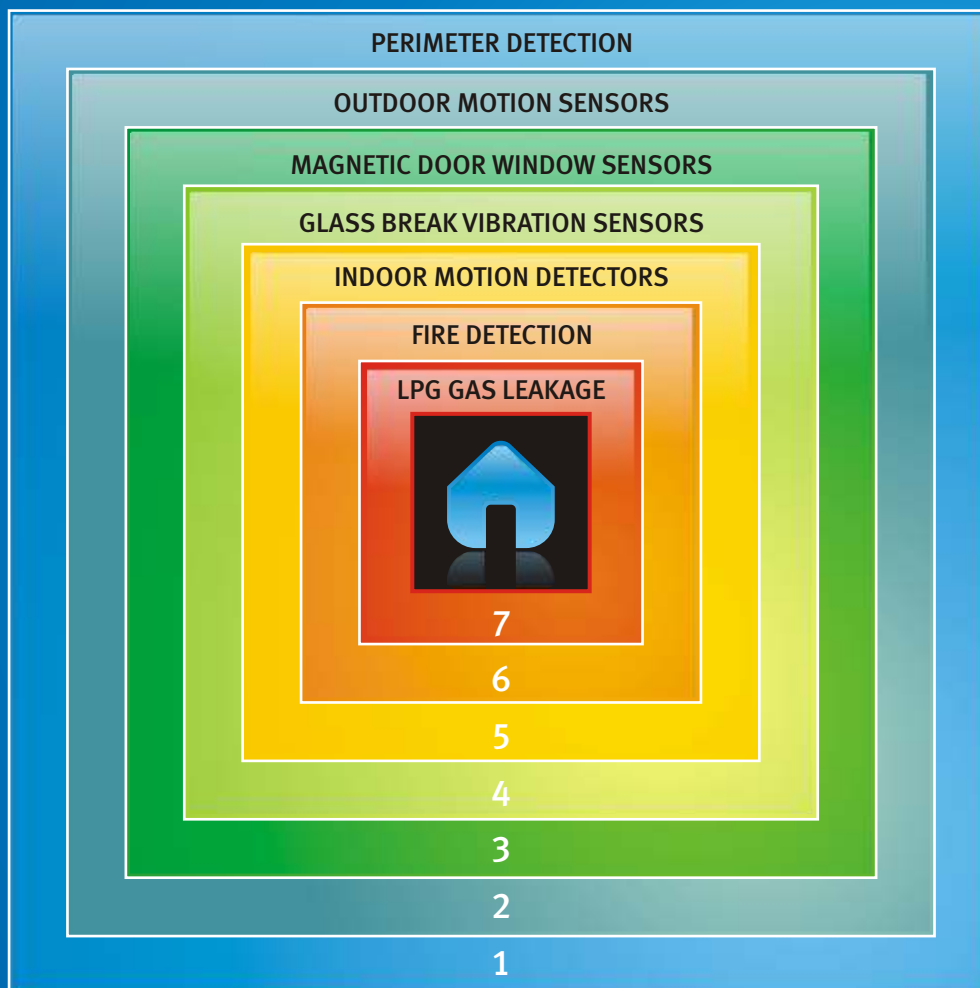 PERIMETER DETECTION
OUTDOOR MOTION SENSORS
MAGNETIC DOOR WINDOW SENSORS
GLASS BREAK VIBRATION SENSORS
INDOOR MOTION DETECTORS
FIRE DETECTION
LPG GAS LEAKAGE
7
6
5
4
3
2
1